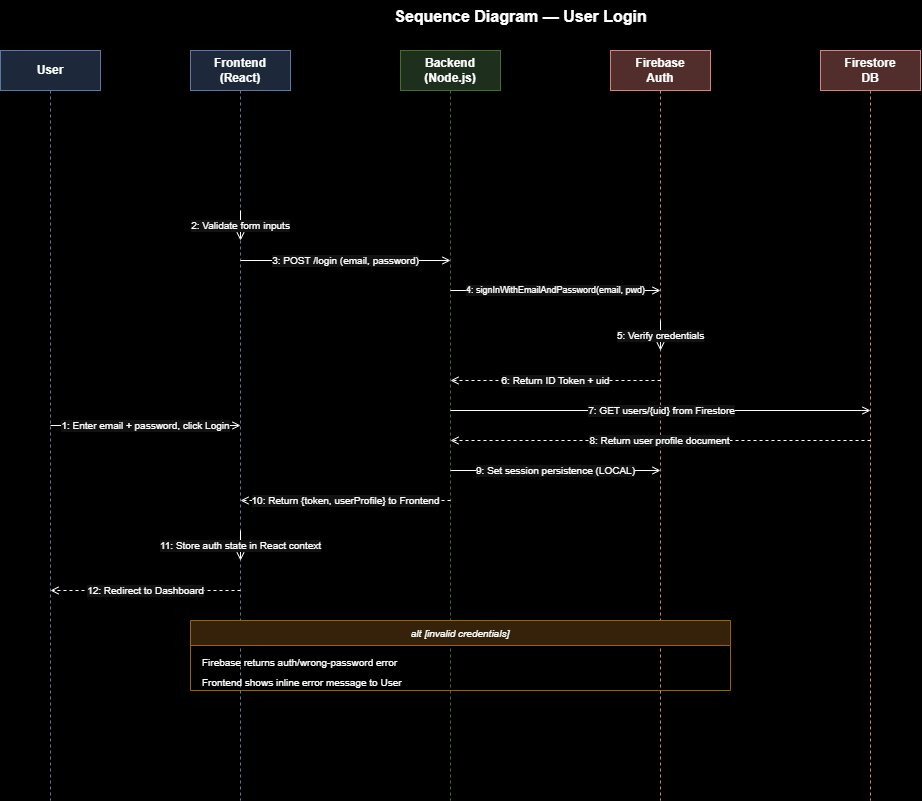 Sequence Diagram — User Login
User
Frontend
(React)
Backend
(Node.js)
Firebase
Auth
Firestore
DB
2: Validate form inputs
3: POST /login (email, password)
4: signInWithEmailAndPassword(email, pwd)
5: Verify credentials
6: Return ID Token + uid
7: GET users/{uid} from Firestore
1: Enter email + password, click Login
8: Return user profile document
9: Set session persistence (LOCAL)
10: Return {token, userProfile} to Frontend
11: Store auth state in React context
12: Redirect to Dashboard
alt [invalid credentials]
Firebase returns auth/wrong-password error
Frontend shows inline error message to User